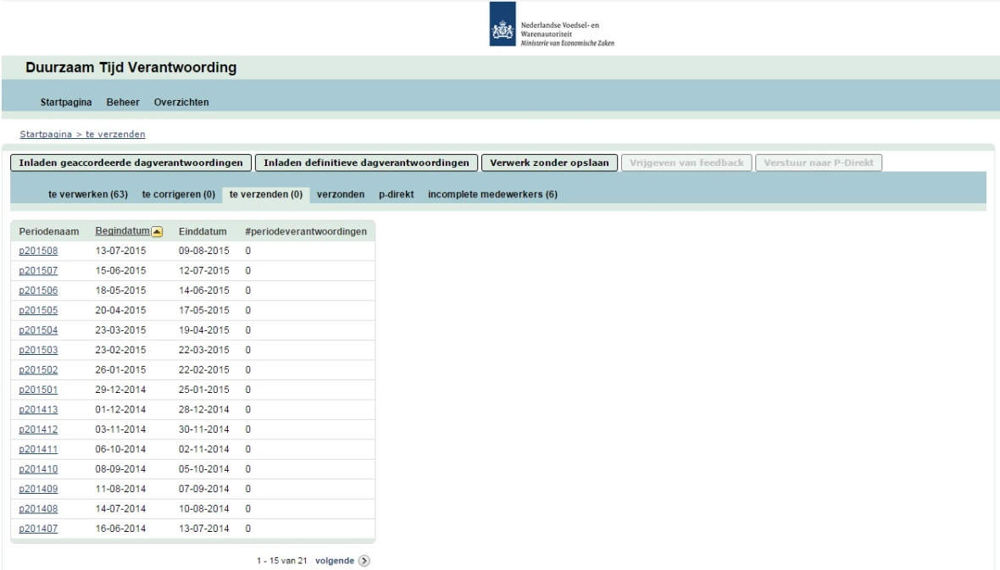 Nederlandse Voedsel- en
Warenautoriteit
Ministerie van Economische Zaken
Duurzaam Tijd Verantwoording
Startpagina Beheer Overzichten
Startpagina > te verzenden
Inladen geaccordeerde dagverantwoordingen Inladen definitieve dagverantwoordingen Verwerk zonder opslaan Vrijgeven van feedback Verstuur naar P-Direkt
te verwerken (63) te corrigeren (0) te verzenden (0) verzonden p-direkt incomplete medewerkers (6)
Periodenaam Begindatum Einddatum #periodeverantwoordingen
p201508 13-07-2015 09-08-2015 0
p201507 15-06-2015 12-07-2015 0
p201506 18-05-2015 14-06-2015 0
p201505 20-04-2015 17-05-2015 0
p201504 23-03-2015 19-04-2015 0
p201503 23-02-2015 22-03-2015 0
p201502 26-01-2015 22-02-2015 0
p201501 29-12-2014 25-01-2015 0
p201413 01-12-2014 28-12-2014 0
p201412 03-11-2014 30-11-2014 0
p201411 06-10-2014 02-11-2014 0
p201410 08-09-2014 05-10-2014 0
p201409 11-08-2014 07-09-2014 0
p201408 14-07-2014 10-08-2014 0
p201407 16-06-2014 13-07-2014 0
1 - 15 van 21 volgende